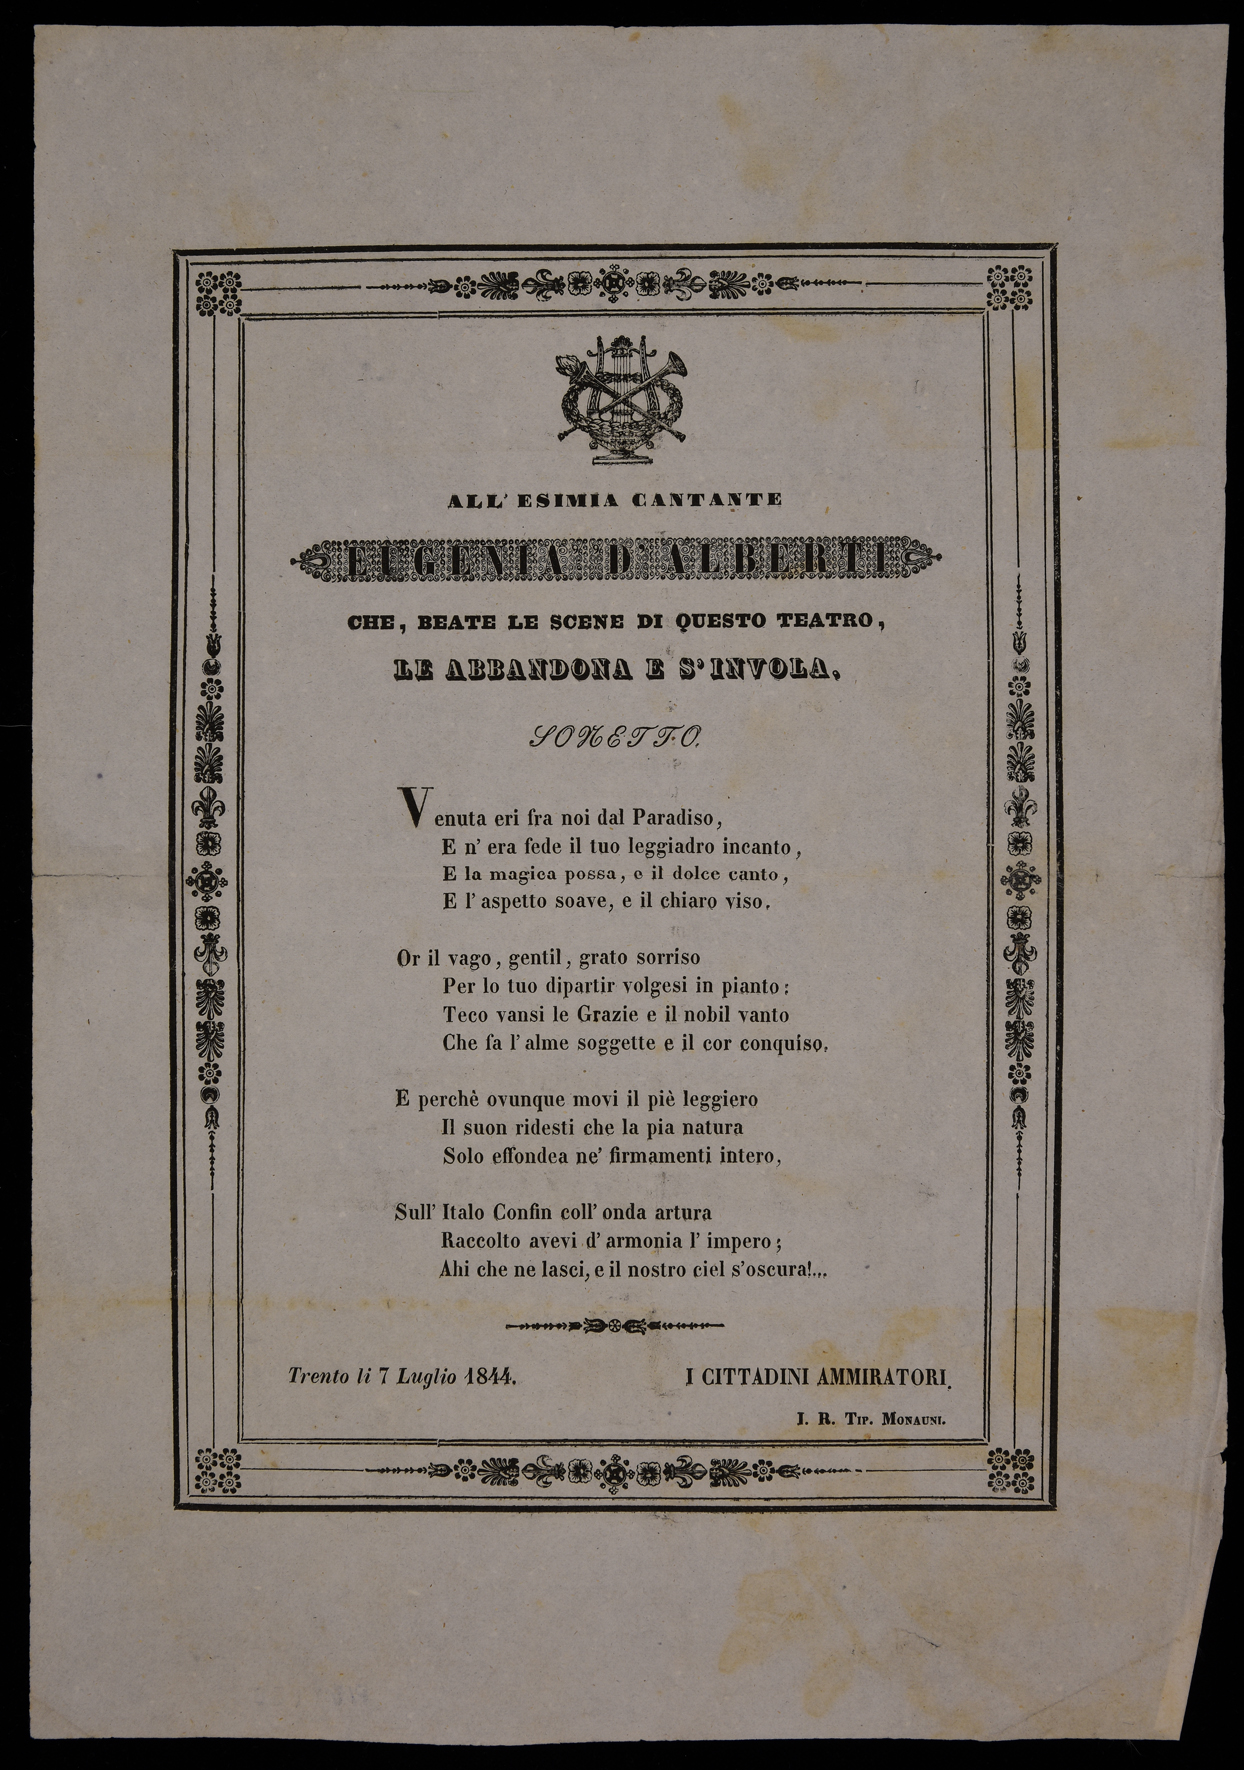 ALL' ESIMIA CANTANTE
EUGENIA D'ALBERTI
CHE, BEATE LE SCENE DI QUESTO TEATRO,
LE ABBANDONA E S'INVOLA.
SONETTO.
Venuta eri fra noi dal Paradiso,
E n' era fede il tuo leggiadro incanto,
E la magica possa, e il dolce canto,
E l' aspetto soave, e il chiaro viso.
Or il vago, gentil, grato sorriso
Per lo tuo dipartir volgesi in pianto:
Teco vansi le Grazie e il nobil vanto
Che fa l' alme soggette e il cor conquiso.
E perchè ovunque movi il piè leggiero
Il suon ridesti che la pia natura
Solo effondea ne' firmamenti intero,
Sull' Italo Confin coll' onda artura
Raccolto avevi d' armonia l' impero;
Ahi che ne lasci, e il nostro ciel s'oscura!...
Trento li 7 Luglio 1844.
I CITTADINI AMMIRATORI.
I. R. Tip. Monauni.